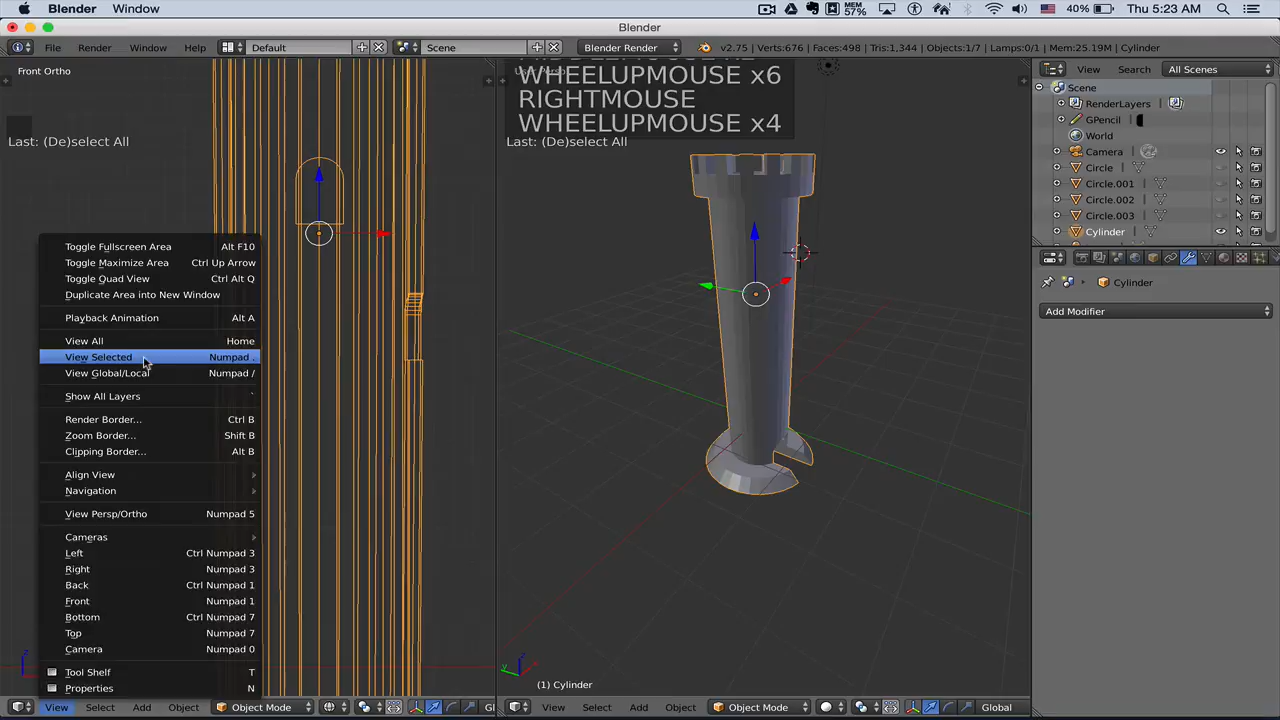 Blender Window MEM 57% 40% Thu 5:23 AM
Blender
File Render Window Help Default Scene Blender Render v2.75 | Verts:676 | Faces:498 | Tris:1,344 | Objects:1/7 | Lamps:0/1 | Mem:25.19M | Cylinder
Front Ortho
Last: (De)select All
Toggle Fullscreen Area Alt F10
Toggle Maximize Area Ctrl Up Arrow
Toggle Quad View Ctrl Alt Q
Duplicate Area into New Window
Playback Animation Alt A
View All Home
View Selected Numpad .
View Global/Local Numpad /
Show All Layers `
Render Border... Ctrl B
Zoom Border... Shift B
Clipping Border... Alt B
Align View
Navigation
View Persp/Ortho Numpad 5
Cameras
Left Ctrl Numpad 3
Right Numpad 3
Back Ctrl Numpad 1
Front Numpad 1
Bottom Ctrl Numpad 7
Top Numpad 7
Camera Numpad 0
Tool Shelf T
Properties N
z
View Select Add Object Object Mode Gl
WHEELUPMOUSE x6
RIGHTMOUSE
WHEELUPMOUSE x4
Last: (De)select All
y z
(1) Cylinder
View Select Add Object Object Mode Global
View Search All Scenes
Scene
RenderLayers
GPencil
World
Camera
Circle
Circle.001
Circle.002
Circle.003
Cylinder
Cylinder
Add Modifier